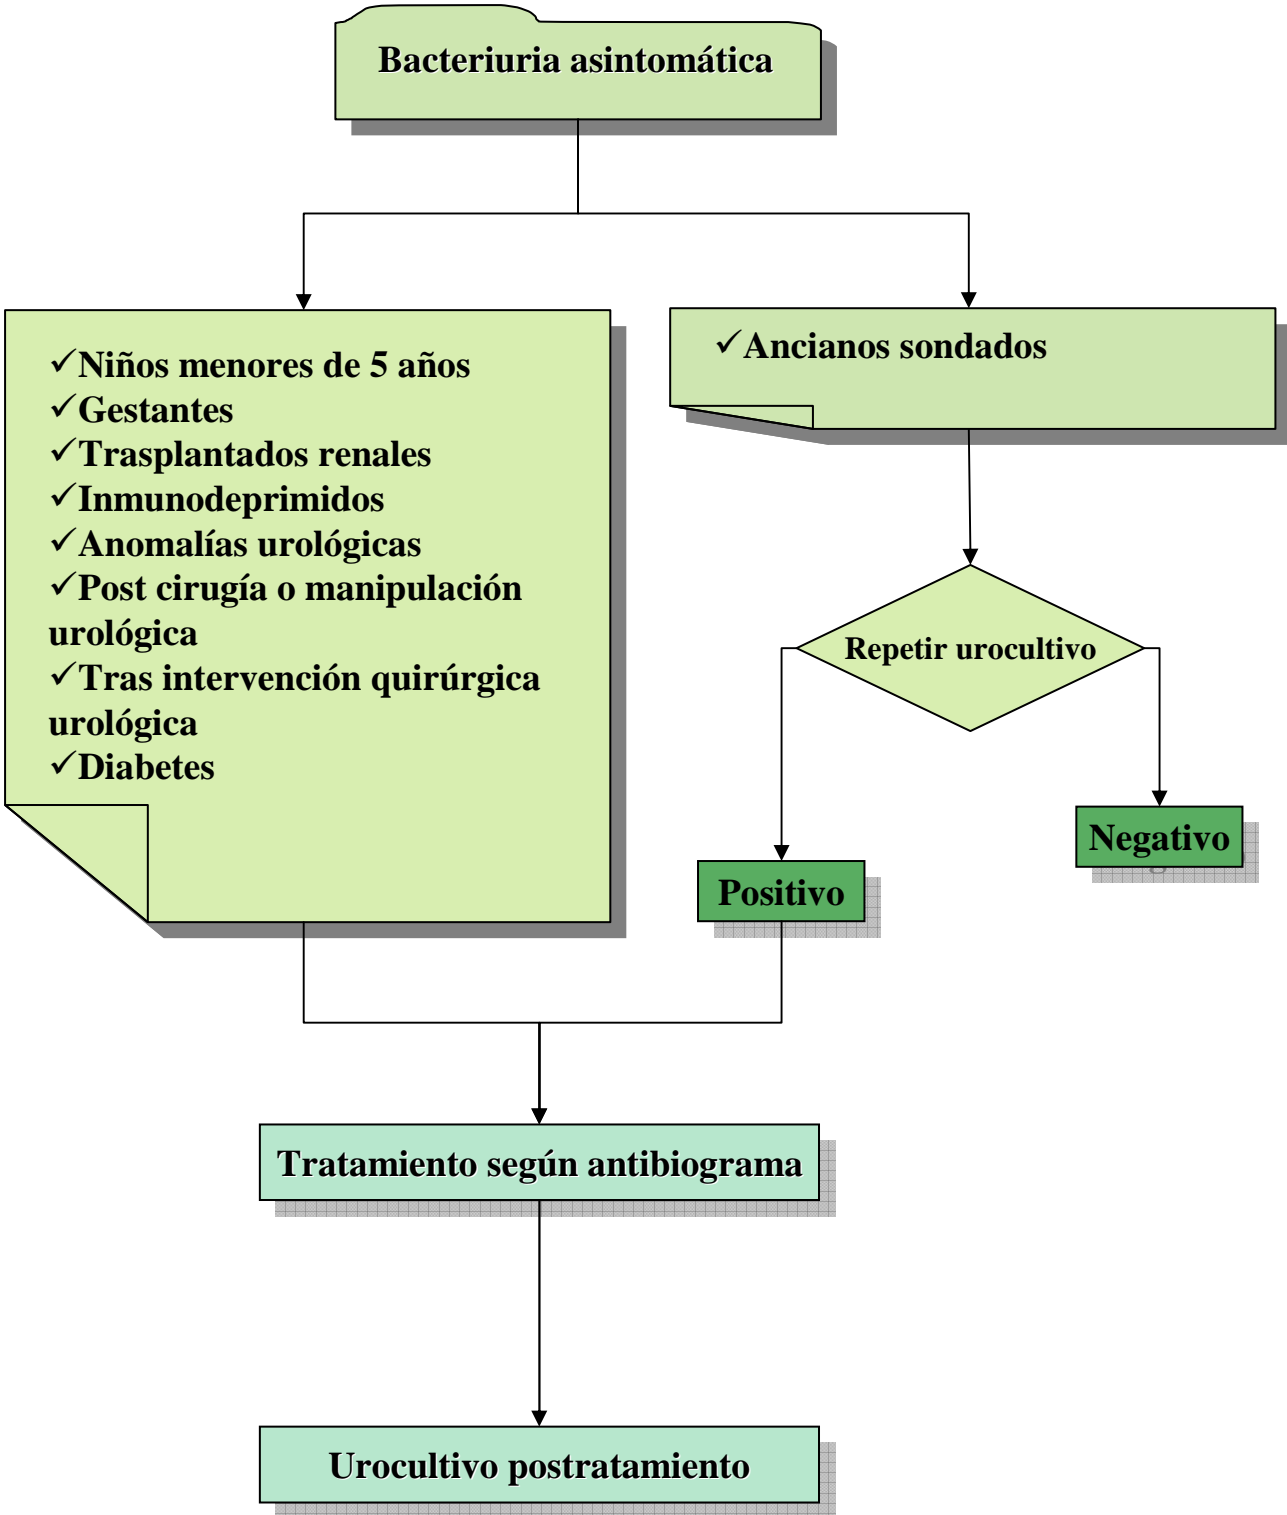 Bacteriuria asintomática
✓Niños menores de 5 años
✓Gestantes
✓Trasplantados renales
✓Inmunodeprimidos
✓Anomalías urológicas
✓Post cirugía o manipulación
urológica
✓Tras intervención quirúrgica
urológica
✓Diabetes
✓Ancianos sondados
Repetir urocultivo
Negativo
Positivo
Tratamiento según antibiograma
Urocultivo postratamiento